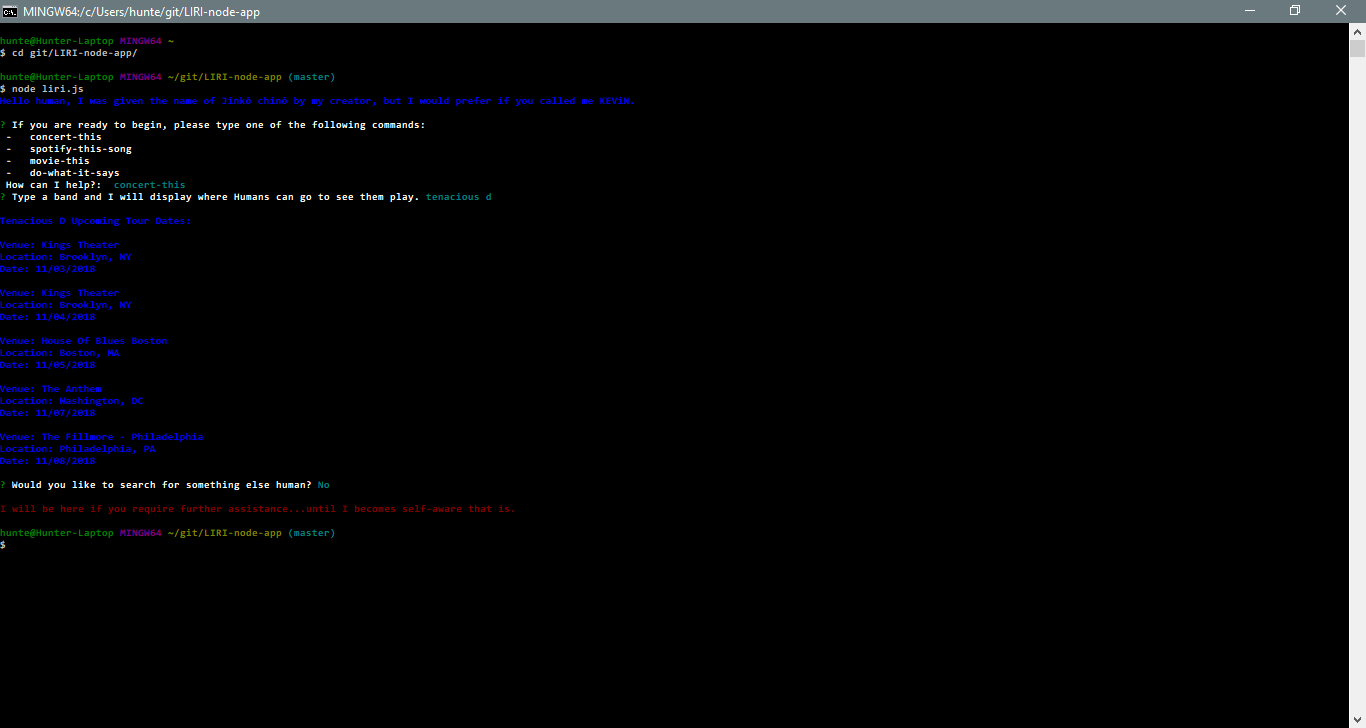 MINGW64:/c/Users/hunte/git/LIRI-node-app
hunte@Hunter-Laptop MINGW64 ~
$ cd git/LIRI-node-app/
hunte@Hunter-Laptop MINGW64 ~/git/LIRI-node-app (master)
$ node liri.js
Hello human, I was given the name of Jinkō chinō by my creator, but I would prefer if you called me KEViN.
? If you are ready to begin, please type one of the following commands:
- concert-this
- spotify-this-song
- movie-this
- do-what-it-says
How can I help?: concert-this
? Type a band and I will display where Humans can go to see them play. tenacious d
Tenacious D Upcoming Tour Dates:
Venue: Kings Theater
Location: Brooklyn, NY
Date: 11/03/2018
Venue: Kings Theater
Location: Brooklyn, NY
Date: 11/04/2018
Venue: House Of Blues Boston
Location: Boston, MA
Date: 11/05/2018
Venue: The Anthem
Location: Washington, DC
Date: 11/07/2018
Venue: The Fillmore - Philadelphia
Location: Philadelphia, PA
Date: 11/08/2018
? Would you like to search for something else human? No
I will be here if you require further assistance...until I becomes self-aware that is.
hunte@Hunter-Laptop MINGW64 ~/git/LIRI-node-app (master)
$